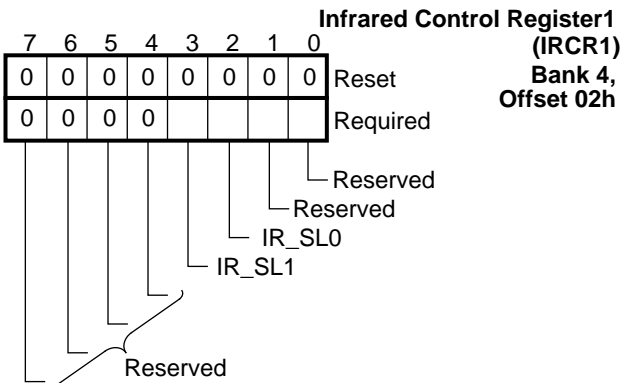 Infrared Control Register1
(IRCR1)
Bank 4,
Offset 02h
7 6 5 4 3 2 1 0
0 0 0 0 0 0 0 0 Reset
0 0 0 0 Required
Reserved
Reserved
IR_SL0
IR_SL1
Reserved